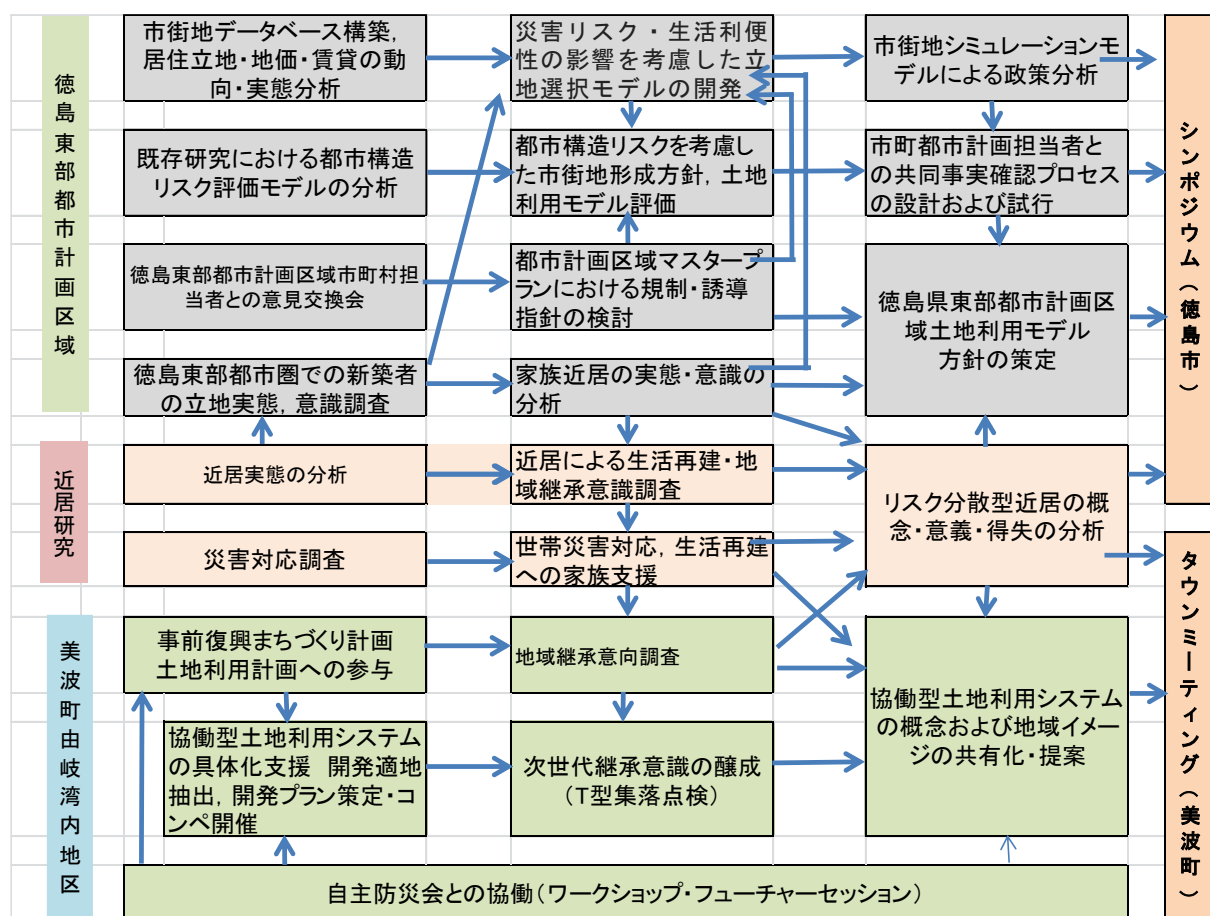 徳島東部都市計画区域
市街地データベース構築,
居住立地・地価・賃貸の動
向・実態分析
災害リスク・生活利便
性の影響を考慮した立
地選択モデルの開発
市街地シミュレーションモ
デルによる政策分析
既存研究における都市構造
リスク評価モデルの分析
都市構造リスクを考慮し
た市街地形成方針,土地
利用モデル評価
市町都市計画担当者と
の共同事実確認プロセス
の設計および試行
徳島東部都市計画区域市町村担
当者との意見交換会
都市計画区域マスタープ
ランにおける規制・誘導
指針の検討
徳島県東部都市計画区
域土地利用モデル
方針の策定
徳島東部都市圏での新築者
の立地実態,意識調査
家族近居の実態・意識の
分析
シンポジウム(徳島市)
近居研究
近居実態の分析
近居による生活再建・地
域継承意識調査
リスク分散型近居の概
念・意義・得失の分析
災害対応調査
世帯災害対応,生活再建
への家族支援
美波町由岐湾内地区
事前復興まちづくり計画
土地利用計画への参与
地域継承意向調査
協働型土地利用システム
の概念および地域イメー
ジの共有化・提案
協働型土地利用システム
の具体化支援 開発適地
抽出,開発プラン策定・コ
ンペ開催
次世代継承意識の醸成
(T型集落点検)
自主防災会との協働(ワークショップ・フューチャーセッション)
タウンミーティング(美波町)